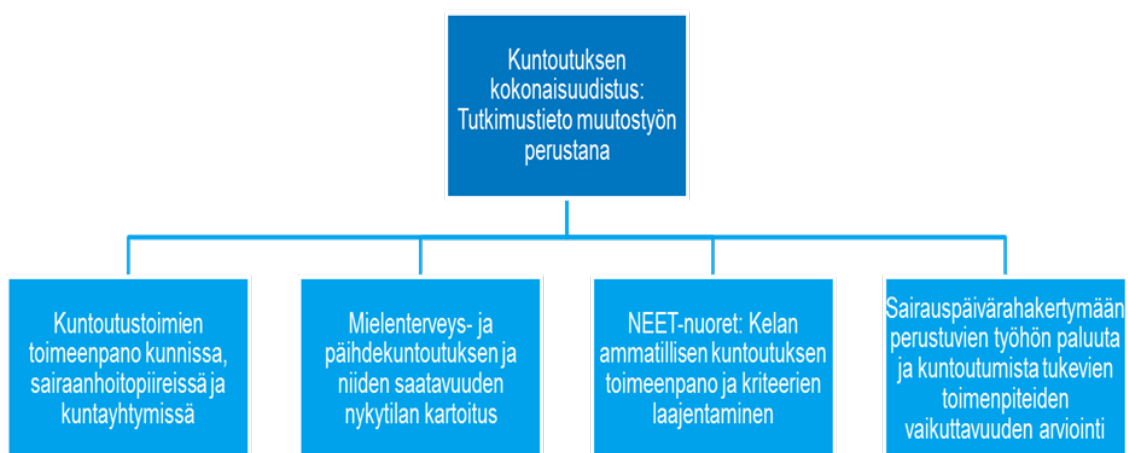 Kuntoutuksen
kokonaisuudistus:
Tutkimustieto muutostyön
perustana
Kuntoutustoimien
toimeenpano kunnissa,
sairaanhoitopiireissä ja
kuntayhtymissä
Mielenterveys- ja
päihdekuntoutuksen ja
niiden saatavuuden
nykytilan kartoitus
NEET-nuoret: Kelan
ammatillisen kuntoutuksen
toimeenpano ja kriteerien
laajentaminen
Sairauspäivärahakertymään
perustuvien työhön paluuta
ja kuntoutumista tukevien
toimenpiteiden
vaikuttavuuden arviointi